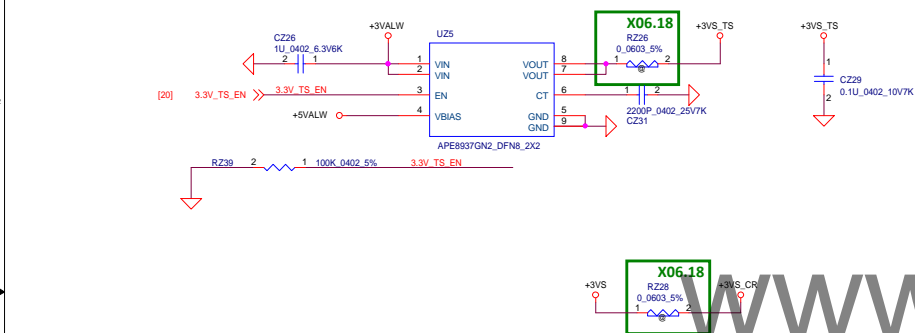 X06.18
+3VALW
+3VS_TS
+3VS_TS
CZ26
UZ5
RZ26
1U_0402_6.3V6K
0_0603_5%
2 1
1 VIN VOUT 8 1 2
2 VIN VOUT 7 @
1
CZ29
0.1U_0402_10V7K
2
[20] 3.3V_TS_EN 3.3V_TS_EN 3 EN CT 6 1 2
2200P_0402_25V7K
CZ31
+5VALW 4 VBIAS GND 5
GND 9
APE8937GN2_DFN8_2X2
RZ39 2 1 100K_0402_5% 3.3V_TS_EN
X06.18
+3VS RZ28 +3VS_CR
0_0603_5%
1 2
@
www